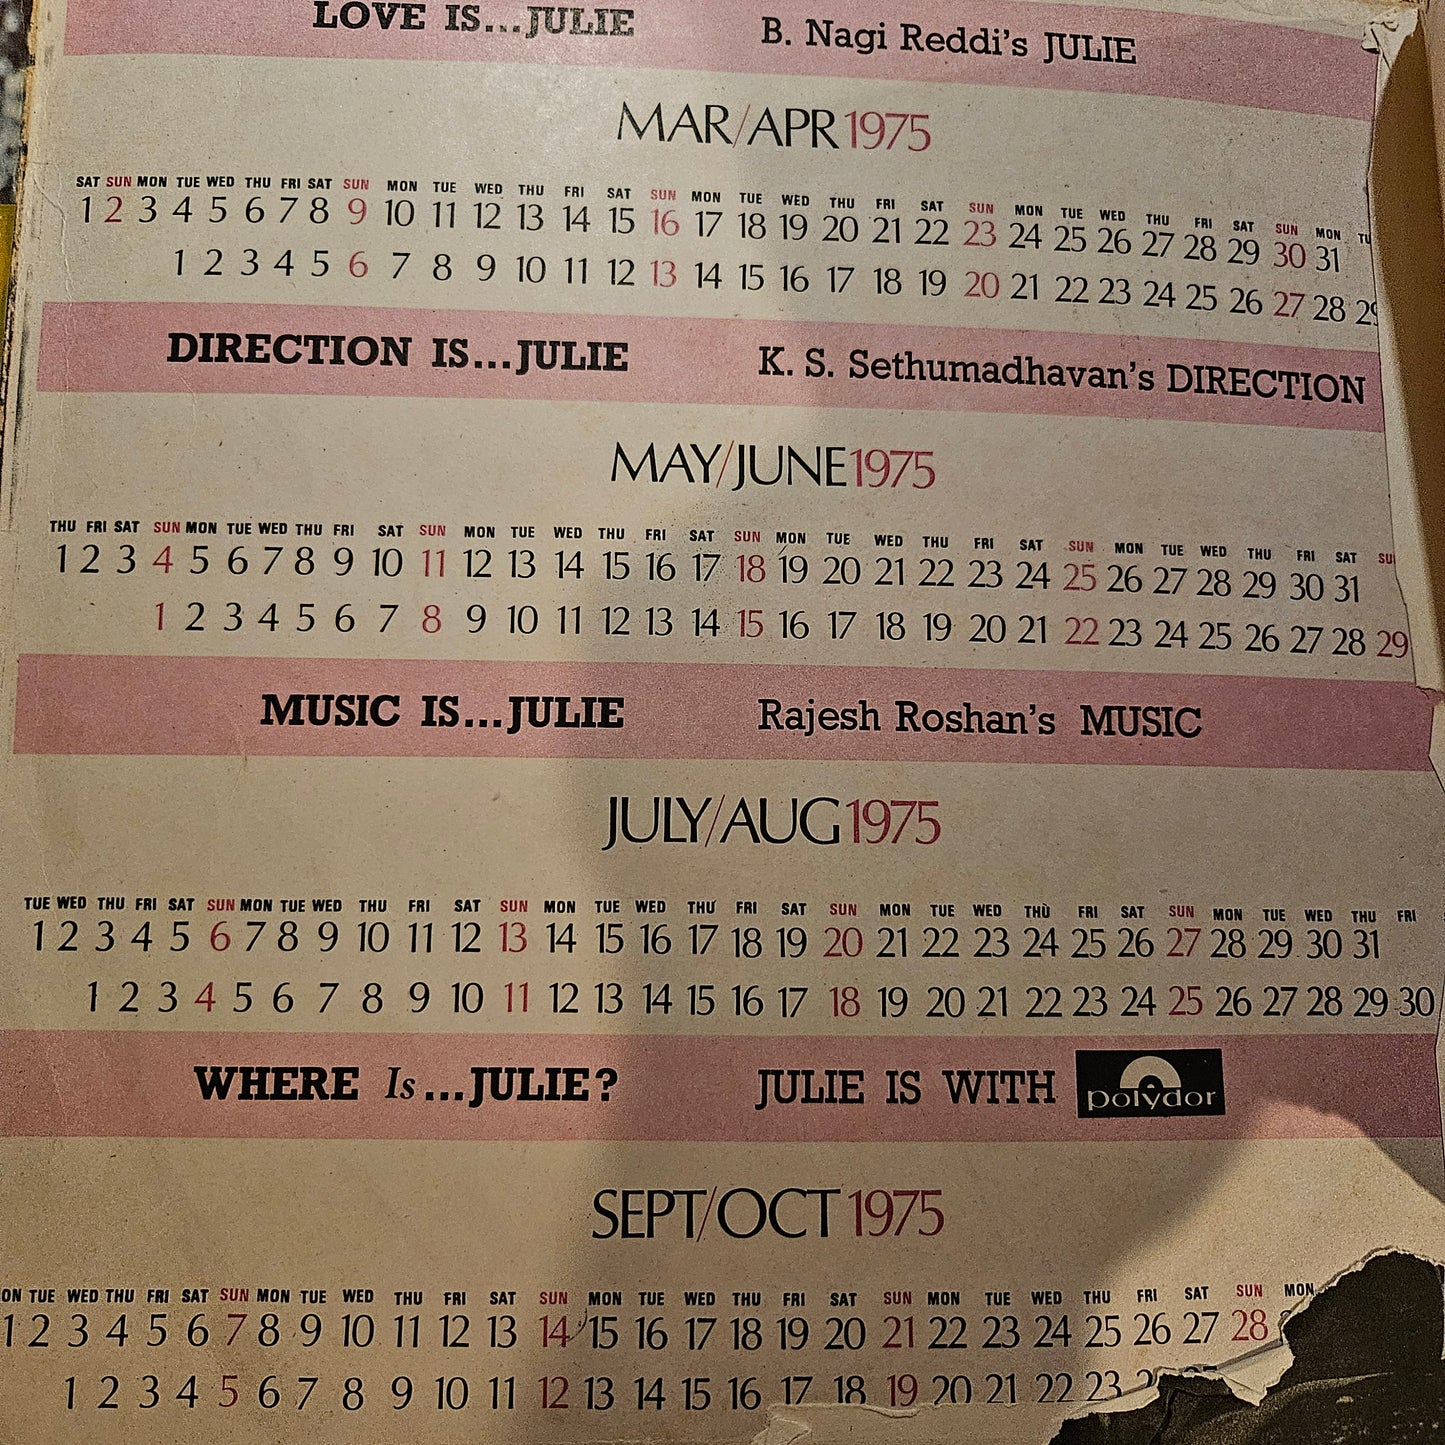 LOVE IS...JULIE B. Nagi Reddi's JULIE
MAR/APR 1975
SAT SUN MON TUE WED THU FRI SAT SUN MON TUE WED THU FRI SAT SUN MON TUE WED THU FRI SAT SUN MON TUE WED THU FRI SAT SUN MON TU
1 2 3 4 5 6 7 8 9 10 11 12 13 14 15 16 17 18 19 20 21 22 23 24 25 26 27 28 29 30 31
1 2 3 4 5 6 7 8 9 10 11 12 13 14 15 16 17 18 19 20 21 22 23 24 25 26 27 28 29
DIRECTION IS...JULIE K. S. Sethumadhavan's DIRECTION
MAY/JUNE 1975
THU FRI SAT SUN MON TUE WED THU FRI SAT SUN MON TUE WED THU FRI SAT SUN MON TUE WED THU FRI SAT SUN MON TUE WED THU FRI SAT SU
1 2 3 4 5 6 7 8 9 10 11 12 13 14 15 16 17 18 19 20 21 22 23 24 25 26 27 28 29 30 31
1 2 3 4 5 6 7 8 9 10 11 12 13 14 15 16 17 18 19 20 21 22 23 24 25 26 27 28 29
MUSIC IS...JULIE Rajesh Roshan's MUSIC
JULY/AUG 1975
TUE WED THU FRI SAT SUN MON TUE WED THU FRI SAT SUN MON TUE WED THU FRI SAT SUN MON TUE WED THU FRI SAT SUN MON TUE WED THU FRI
1 2 3 4 5 6 7 8 9 10 11 12 13 14 15 16 17 18 19 20 21 22 23 24 25 26 27 28 29 30 31
1 2 3 4 5 6 7 8 9 10 11 12 13 14 15 16 17 18 19 20 21 22 23 24 25 26 27 28 29 30
WHERE Is...JULIE? JULIE IS WITH polydor
SEPT/OCT 1975
ON TUE WED THU FRI SAT SUN MON TUE WED THU FRI SAT SUN MON TUE WED THU FRI SAT SUN MON TUE WED THU FRI SAT SUN MON
1 2 3 4 5 6 7 8 9 10 11 12 13 14 15 16 17 18 19 20 21 22 23 24 25 26 27 28
1 2 3 4 5 6 7 8 9 10 11 12 13 14 15 16 17 18 19 20 21 22 23